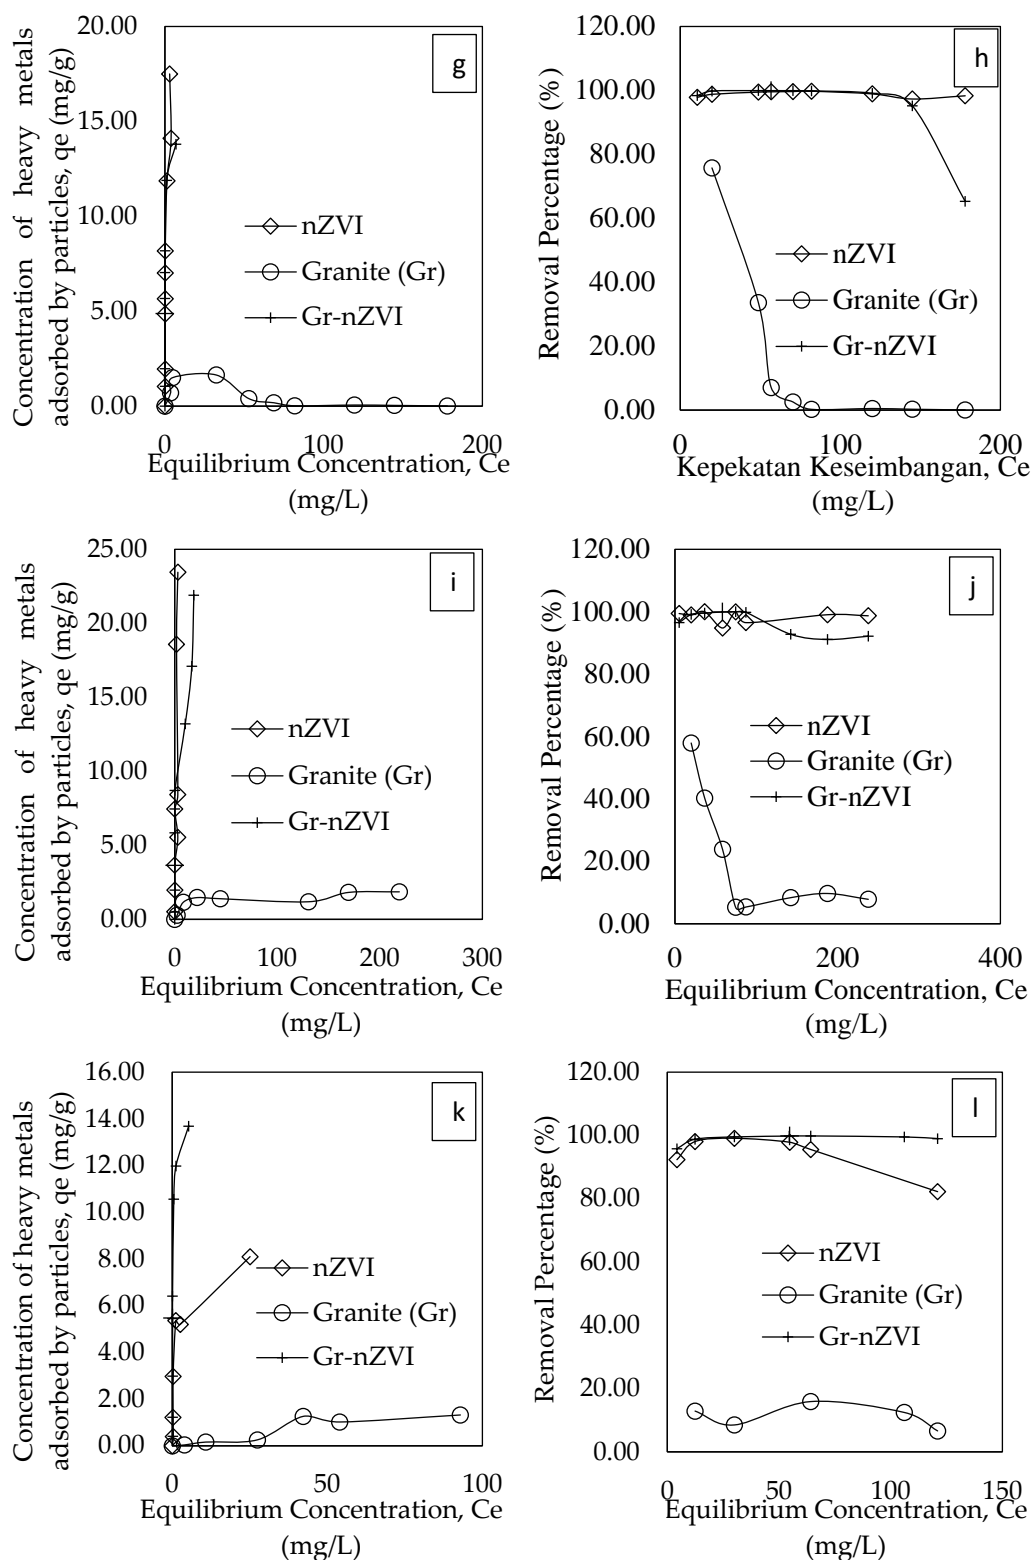 Concentration of heavy metals
adsorbed by particles, qe (mg/g)
20.00
15.00
10.00
5.00
0.00
g
nZVI
Granite (Gr)
Gr-nZVI
0 100 200
Equilibrium Concentration, Ce
(mg/L)
Removal Percentage (%)
120.00
100.00
80.00
60.00
40.00
20.00
0.00
h
nZVI
Granite (Gr)
Gr-nZVI
0 100 200
Kepekatan Keseimbangan, Ce
(mg/L)
Concentration of heavy metals
adsorbed by particles, qe (mg/g)
25.00
20.00
15.00
10.00
5.00
0.00
i
nZVI
Granite (Gr)
Gr-nZVI
0 100 200 300
Equilibrium Concentration, Ce
(mg/L)
Removal Percentage (%)
120.00
100.00
80.00
60.00
40.00
20.00
0.00
j
nZVI
Granite (Gr)
Gr-nZVI
0 200 400
Equilibrium Concentration, Ce
(mg/L)
Concentration of heavy metals
adsorbed by particles, qe (mg/g)
16.00
14.00
12.00
10.00
8.00
6.00
4.00
2.00
0.00
k
nZVI
Granite (Gr)
Gr-nZVI
0 50 100
Equilibrium Concentration, Ce
(mg/L)
Removal Percentage (%)
120.00
100.00
80.00
60.00
40.00
20.00
0.00
l
nZVI
Granite (Gr)
Gr-nZVI
0 50 100 150
Equilibrium Concentration, Ce
(mg/L)